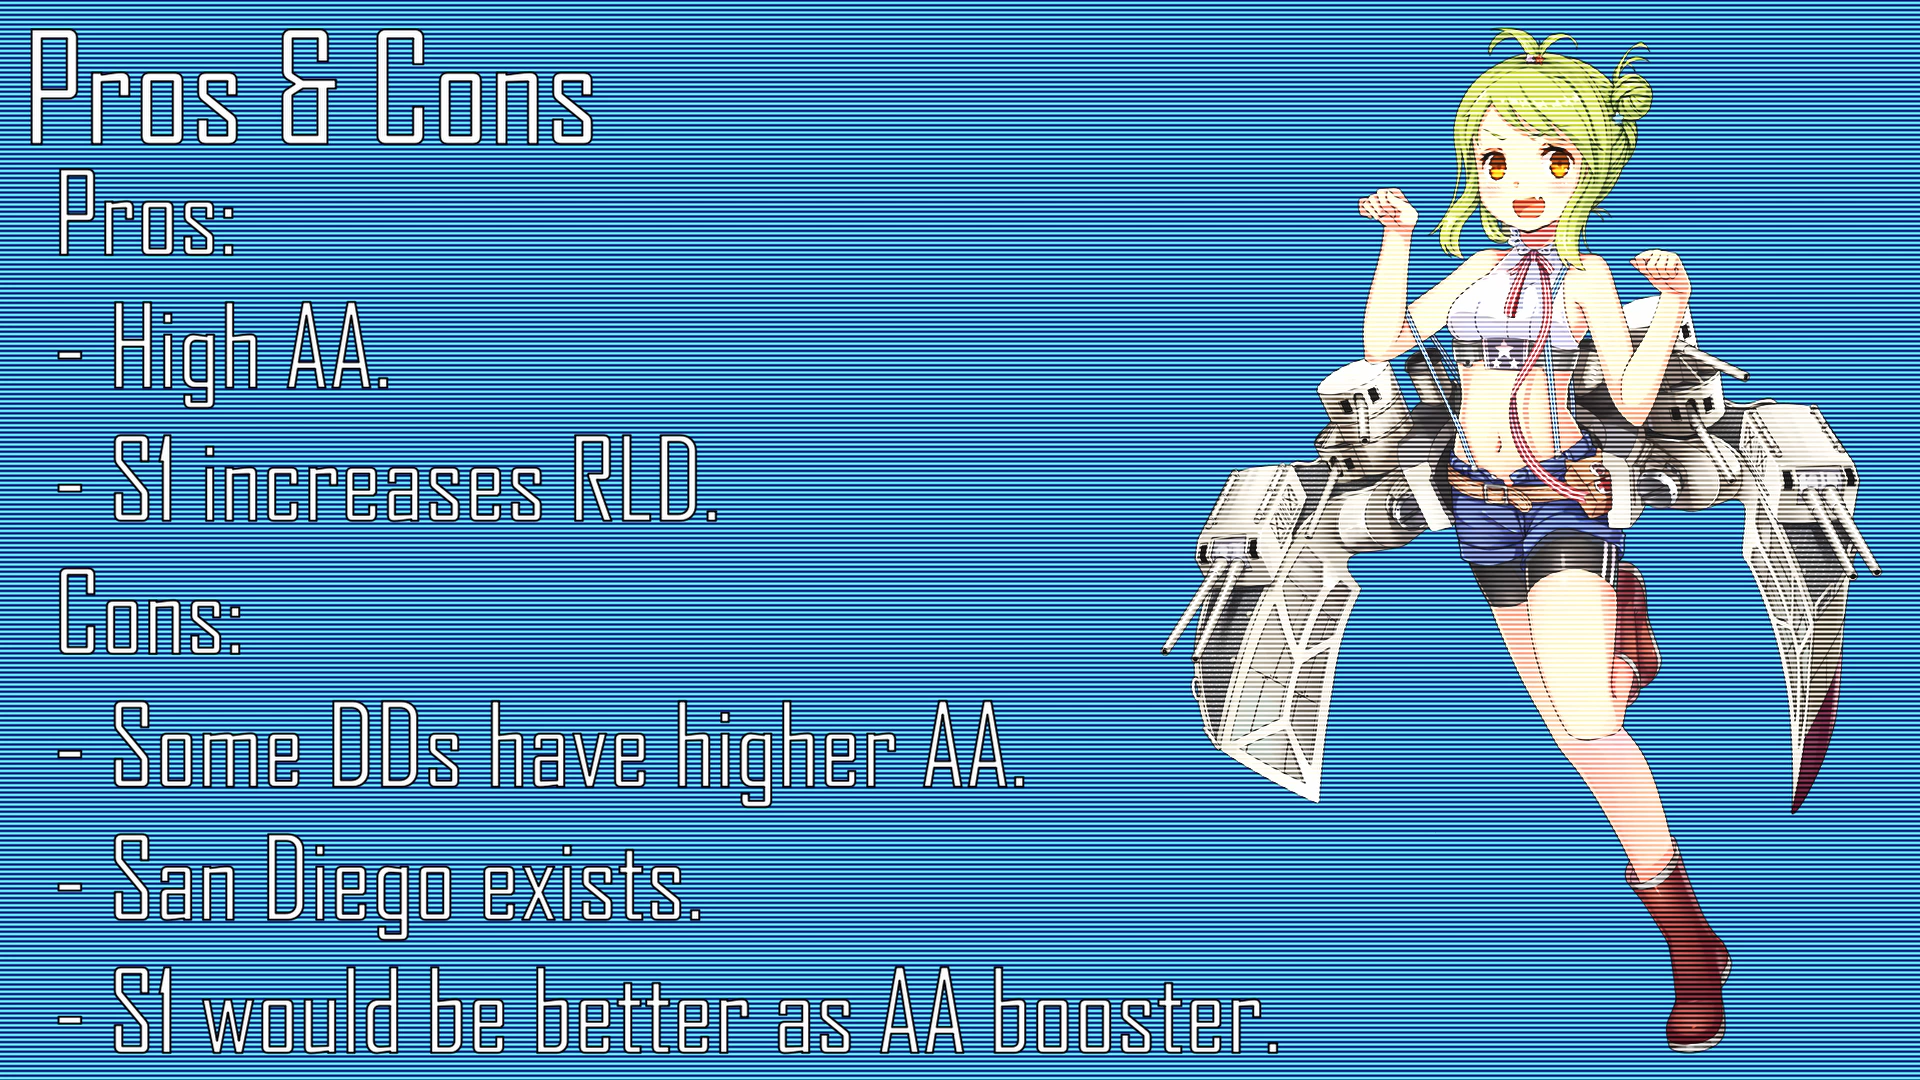 Pros & Cons
Pros:
- High AA.
- S1 increases RLD.
Cons:
- Some DDs have higher AA.
- San Diego exists.
- S1 would be better as AA booster.